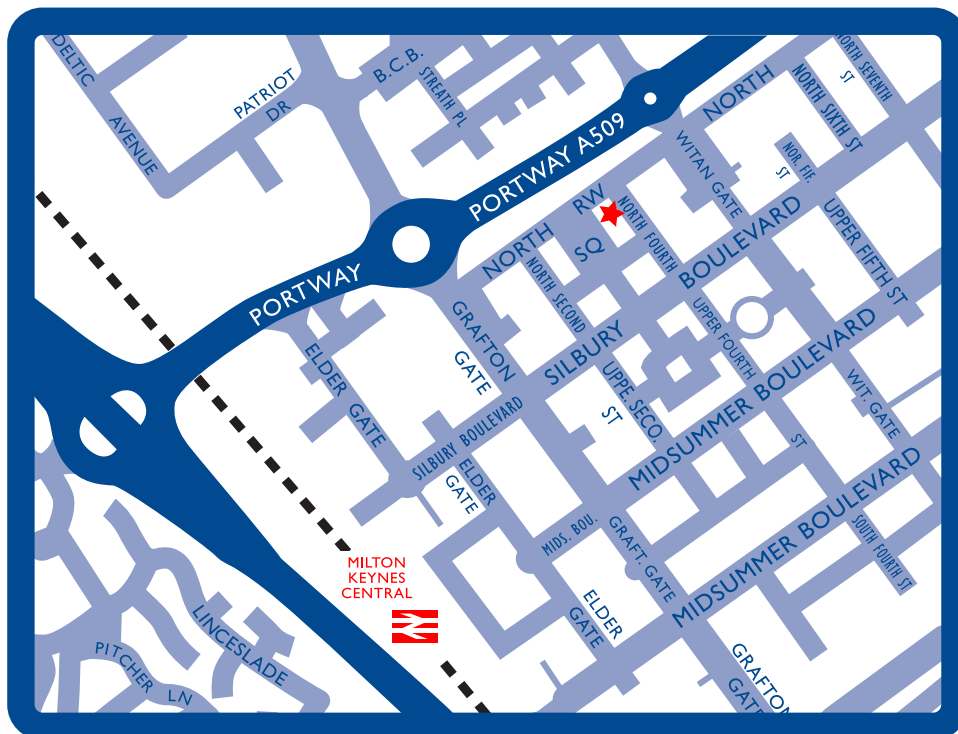 DELTIC
AVENUE
PATRIOT
DR
B.C.B.
STREATH PL
PORTWAY A509
NORTH
NORTH SEVENTH
ST
NORTH SIXTH ST
NOR. FIF.
ST
WITAN GATE
NORTH
RW
SQ
NORTH FOURTH
BOULEVARD
UPPER FIFTH ST
PORTWAY
NORTH SECOND
GRAFTON
GATE
SILBURY
UPPER FOURTH
ST
ELDER
GATE
SILBURY BOULEVARD
UPPE. SECO.
ST
MIDSUMMER BOULEVARD
WIT. GATE
ELDER
GATE
MIDS. BOU.
GRAFT. GATE
MIDSUMMER BOULEVARD
SOUTH FOURTH ST
MILTON
KEYNES
CENTRAL
ELDER
GATE
LINCESLADE
PITCHER LN
GRAFTON
GATE